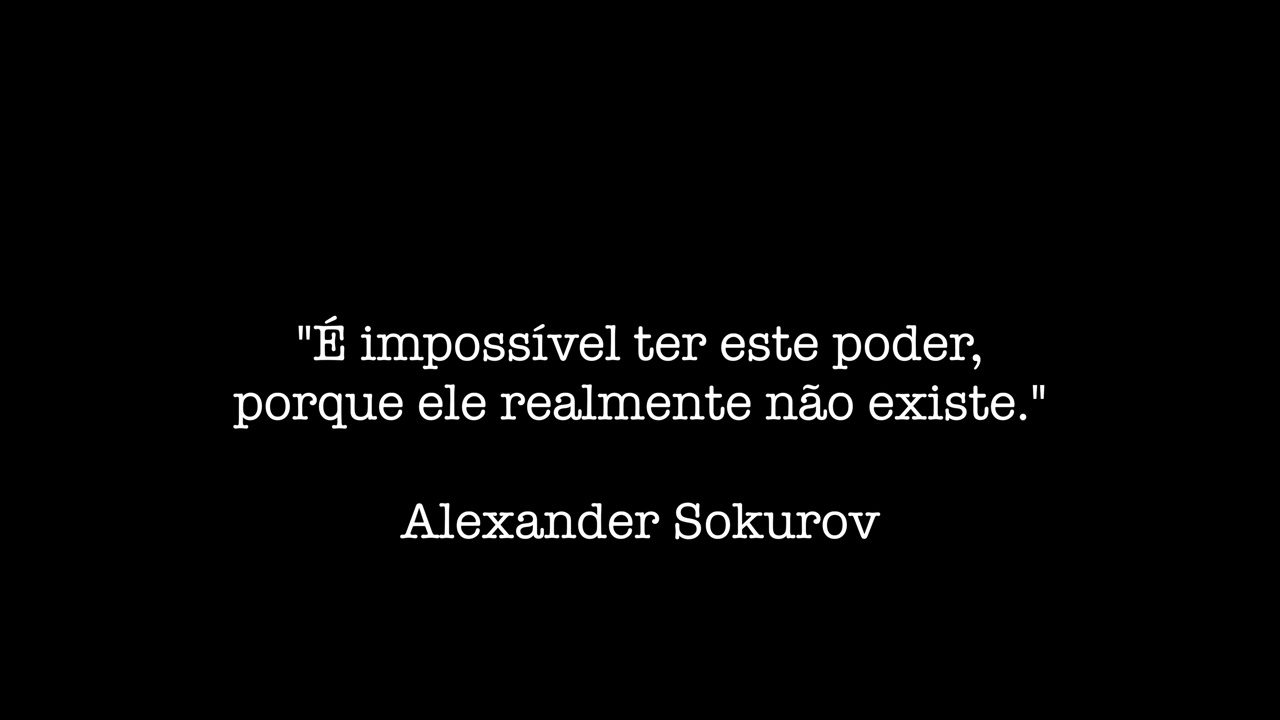 "É impossível ter este poder,
porque ele realmente não existe."
Alexander Sokurov